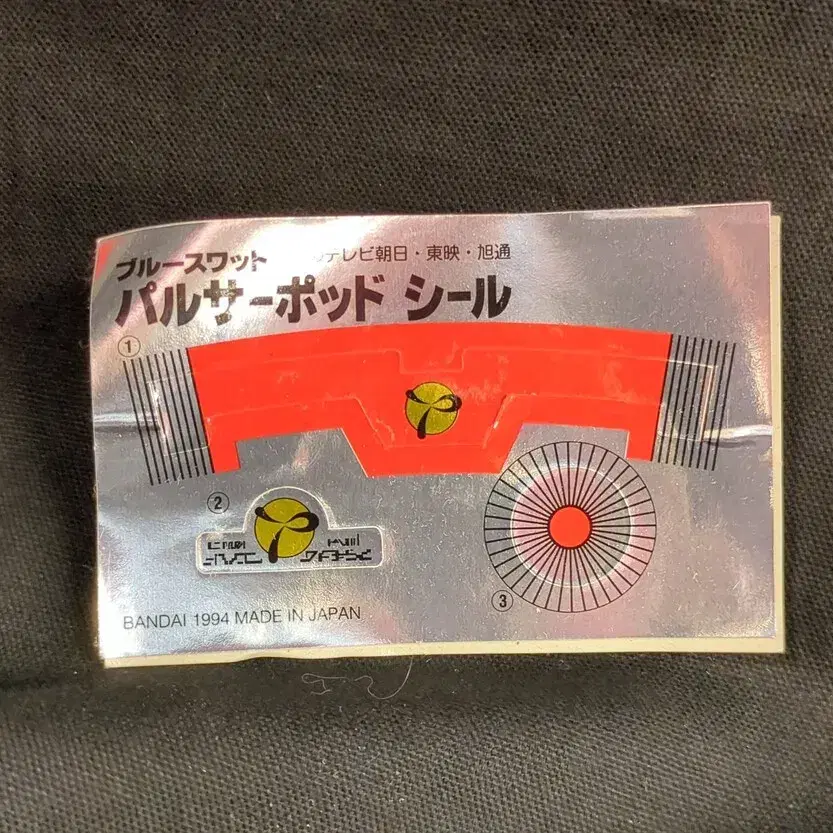 ブルースワット テレビ朝日・東映・旭通
パルサーポッド シール
①
②
③
BANDAI 1994 MADE IN JAPAN